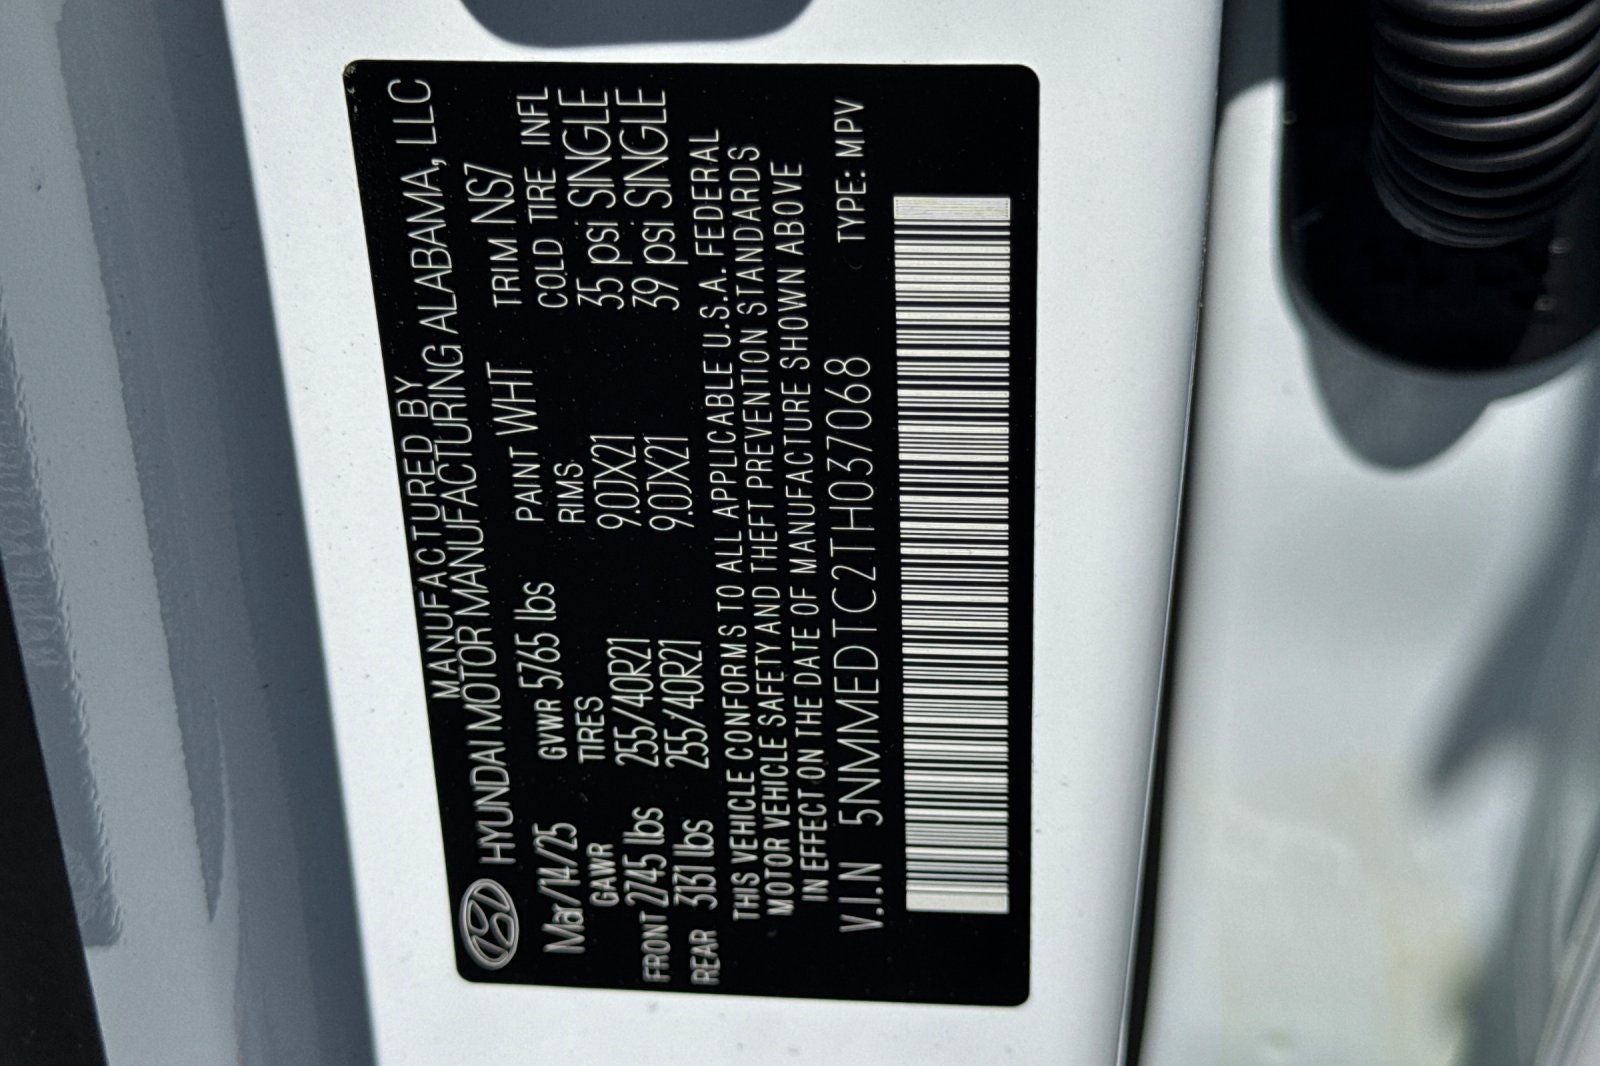 MANUFACTURED BY
HYUNDAI MOTOR MANUFACTURING ALABAMA, LLC
Mar/14/25 GVWR 5765 lbs PAINT WHT TRIM NS7
GAWR TIRES RIMS COLD TIRE INFL
FRONT 2745 lbs 255/40R21 9.0JX21 35 psi SINGLE
REAR 3131 lbs 255/40R21 9.0JX21 39 psi SINGLE
THIS VEHICLE CONFORMS TO ALL APPLICABLE U.S.A. FEDERAL
MOTOR VEHICLE SAFETY AND THEFT PREVENTION STANDARDS
IN EFFECT ON THE DATE OF MANUFACTURE SHOWN ABOVE
V.I.N 5NMMEDTC2TH037068 TYPE: MPV